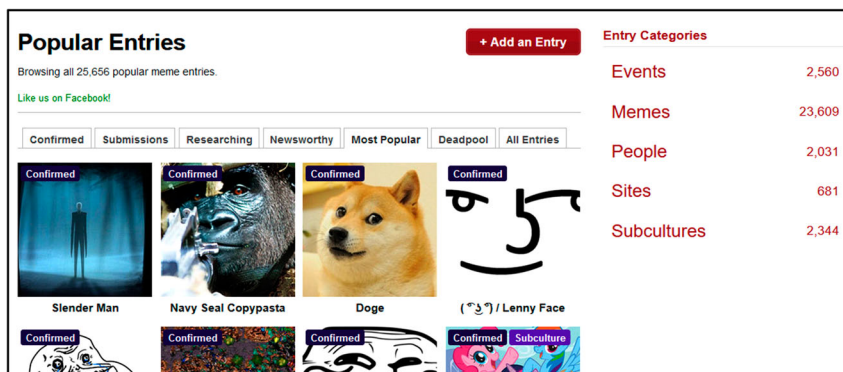 Popular Entries
+ Add an Entry
Browsing all 25,656 popular meme entries.
Like us on Facebook!
Confirmed Submissions Researching Newsworthy Most Popular Deadpool All Entries
Confirmed Confirmed Confirmed Confirmed
Slender Man Navy Seal Copypasta Doge ( ͡° ͜ʖ ͡°) / Lenny Face
Confirmed Confirmed Confirmed Confirmed Subculture
Entry Categories
Events 2,560
Memes 23,609
People 2,031
Sites 681
Subcultures 2,344